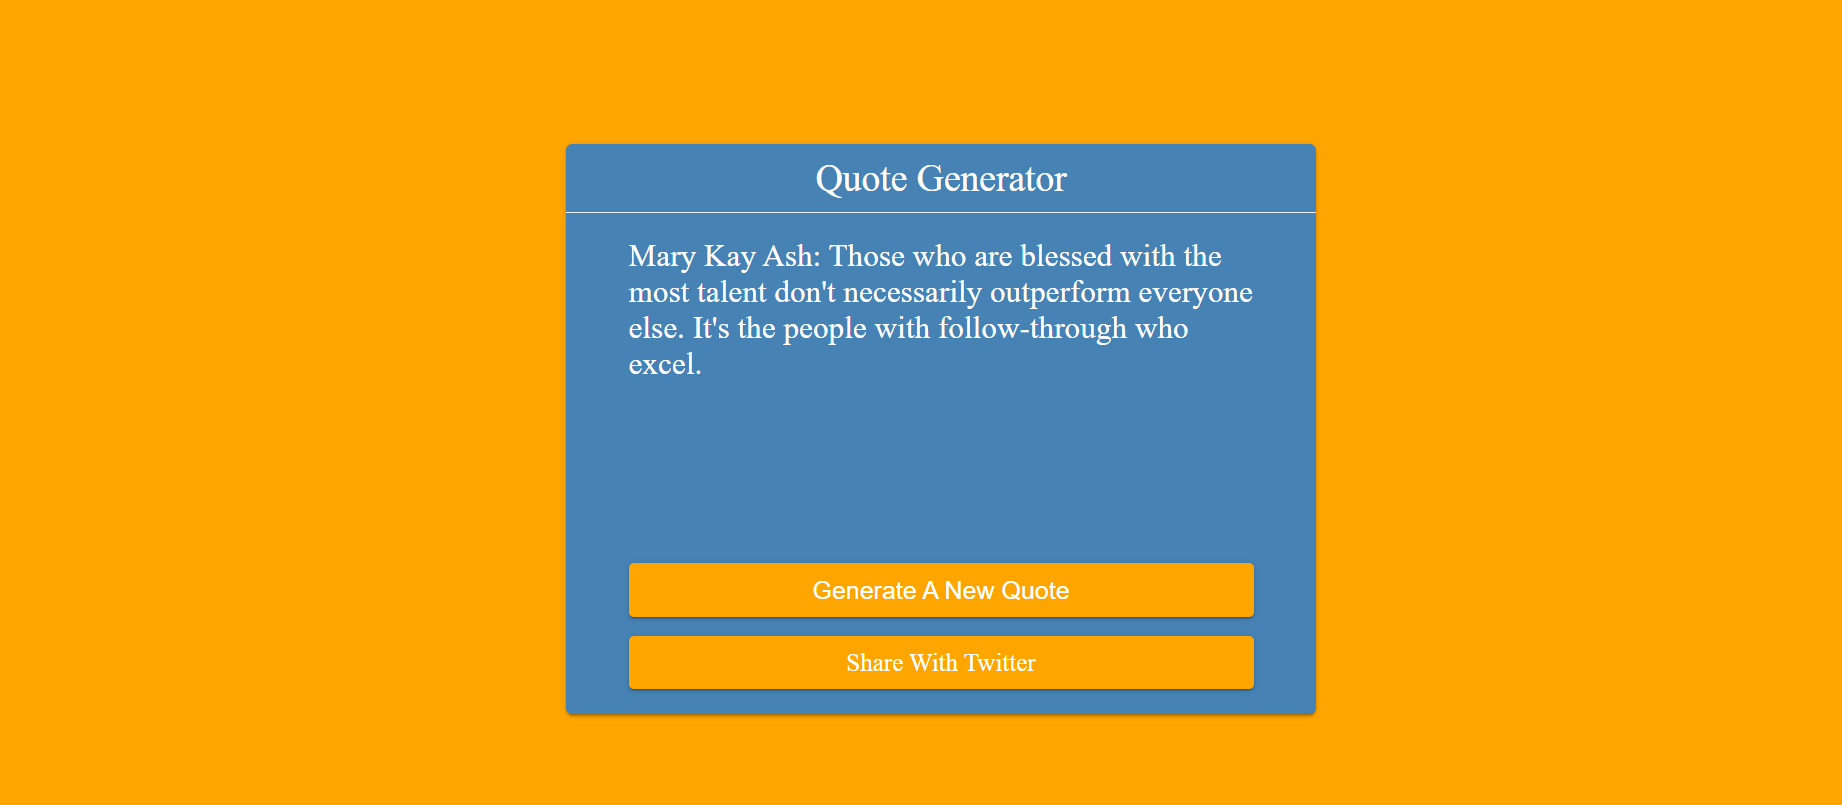 Quote Generator
Mary Kay Ash: Those who are blessed with the
most talent don't necessarily outperform everyone
else. It's the people with follow-through who
excel.
Generate A New Quote
Share With Twitter